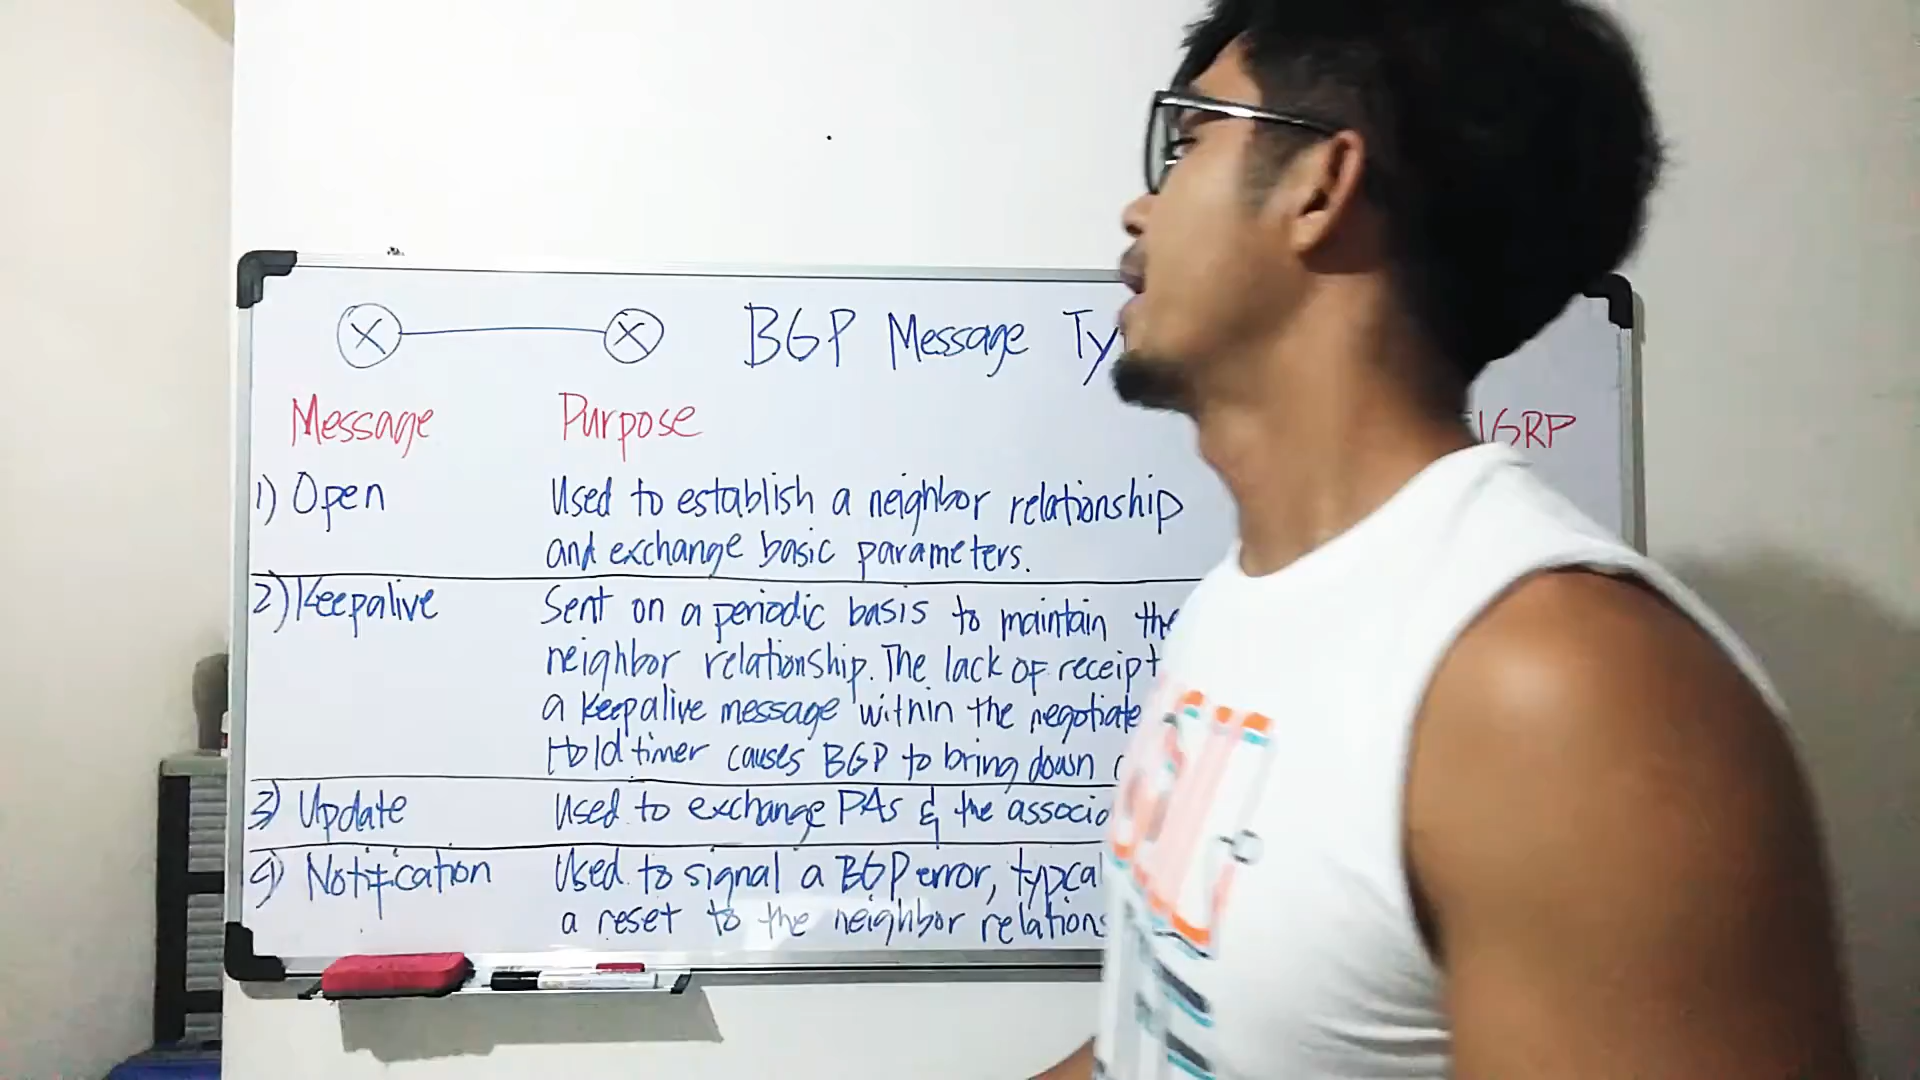 BGP Message Ty
Message Purpose IGRP
1) Open Used to establish a neighbor relationship
and exchange basic parameters.
2) Keepalive Sent on a periodic basis to maintain the
neighbor relationship. The lack of receipt
a keepalive message within the negotiate
Hold timer causes BGP to bring down
3) Update Used to exchange PAs & the associa
4) Notification Used to signal a BGP error, typcal
a reset to the neighbor relations